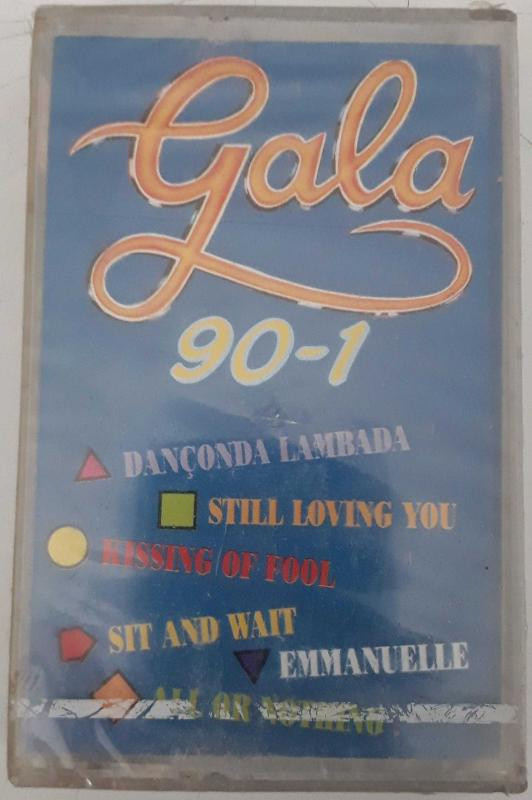 Gala
90-1
DANÇONDA LAMBADA
STILL LOVING YOU
KISSING OF FOOL
SIT AND WAIT
EMMANUELLE
ALL OR NOTHING